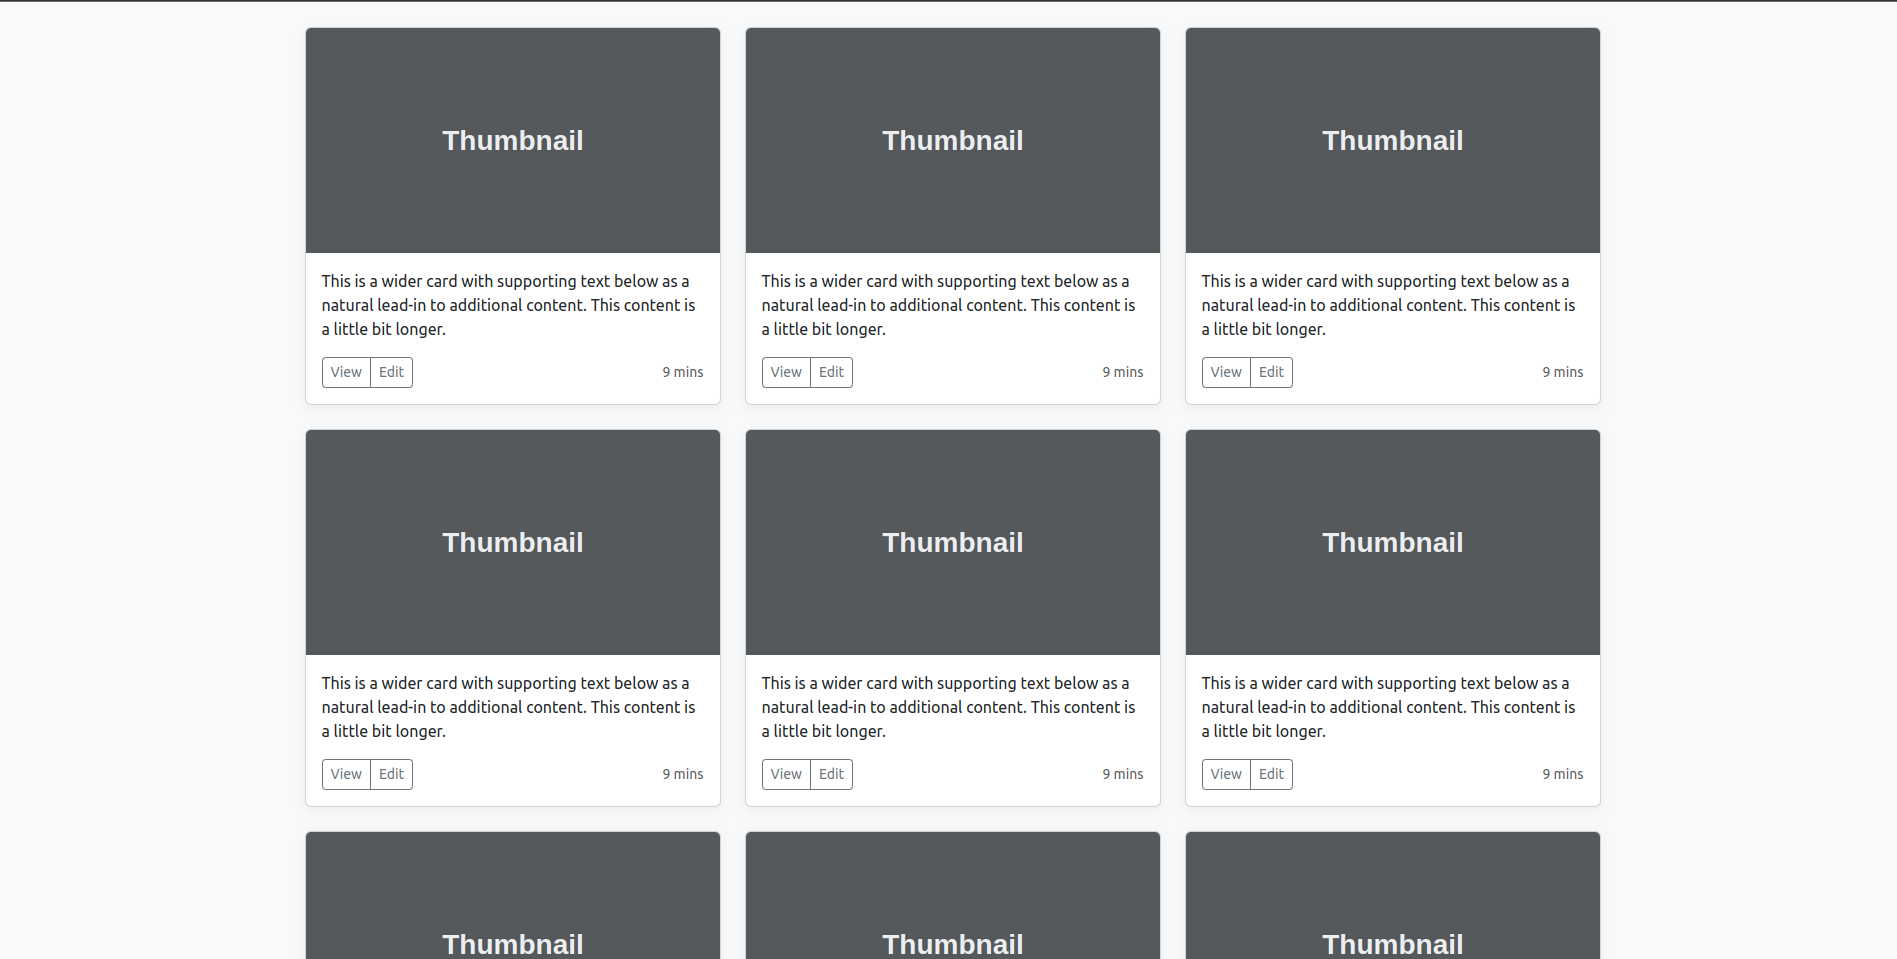 Thumbnail
This is a wider card with supporting text below as a
natural lead-in to additional content. This content is
a little bit longer.
View Edit 9 mins
Thumbnail
This is a wider card with supporting text below as a
natural lead-in to additional content. This content is
a little bit longer.
View Edit 9 mins
Thumbnail
This is a wider card with supporting text below as a
natural lead-in to additional content. This content is
a little bit longer.
View Edit 9 mins
Thumbnail
This is a wider card with supporting text below as a
natural lead-in to additional content. This content is
a little bit longer.
View Edit 9 mins
Thumbnail
This is a wider card with supporting text below as a
natural lead-in to additional content. This content is
a little bit longer.
View Edit 9 mins
Thumbnail
This is a wider card with supporting text below as a
natural lead-in to additional content. This content is
a little bit longer.
View Edit 9 mins
Thumbnail
Thumbnail
Thumbnail